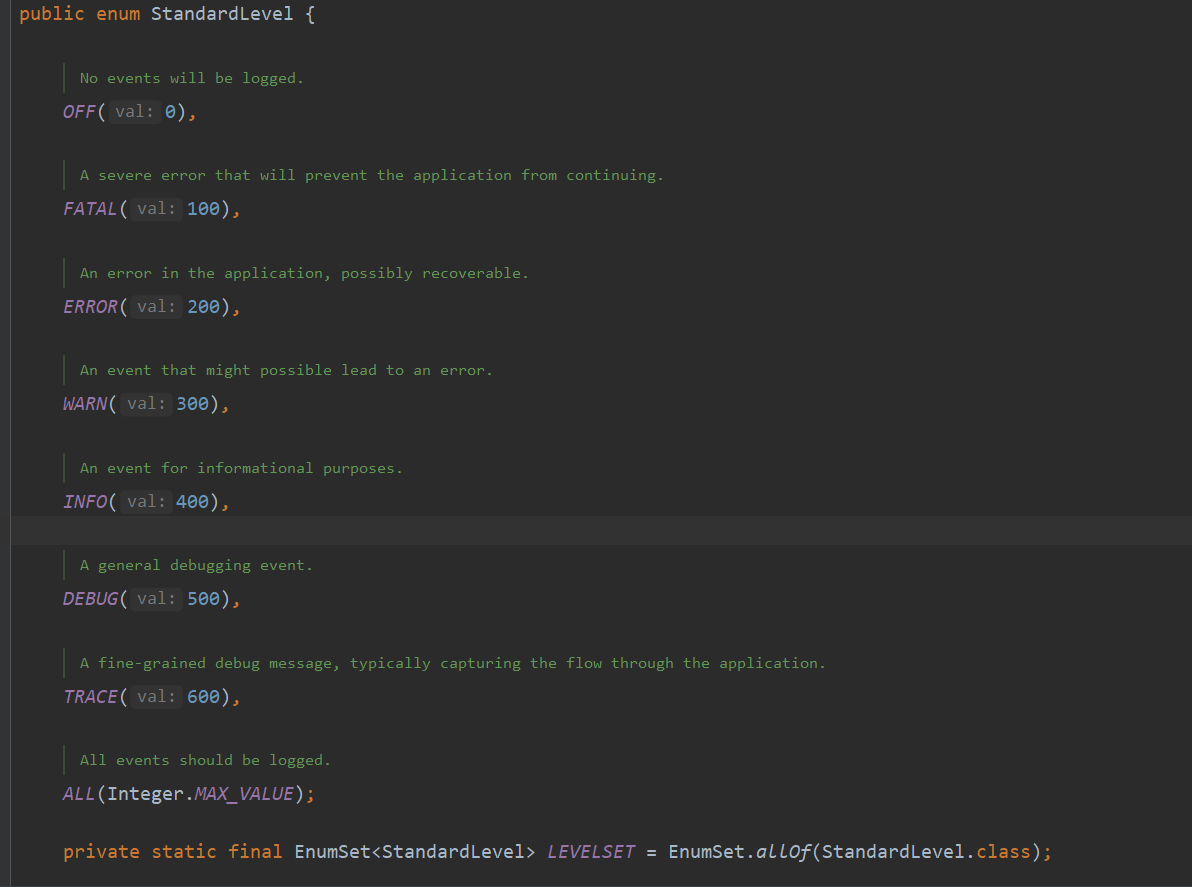 public enum StandardLevel {
No events will be logged.
OFF( val: 0),
A severe error that will prevent the application from continuing.
FATAL( val: 100),
An error in the application, possibly recoverable.
ERROR( val: 200),
An event that might possible lead to an error.
WARN( val: 300),
An event for informational purposes.
INFO( val: 400),
A general debugging event.
DEBUG( val: 500),
A fine-grained debug message, typically capturing the flow through the application.
TRACE( val: 600),
All events should be logged.
ALL(Integer.MAX_VALUE);
private static final EnumSet<StandardLevel> LEVELSET = EnumSet.allOf(StandardLevel.class);